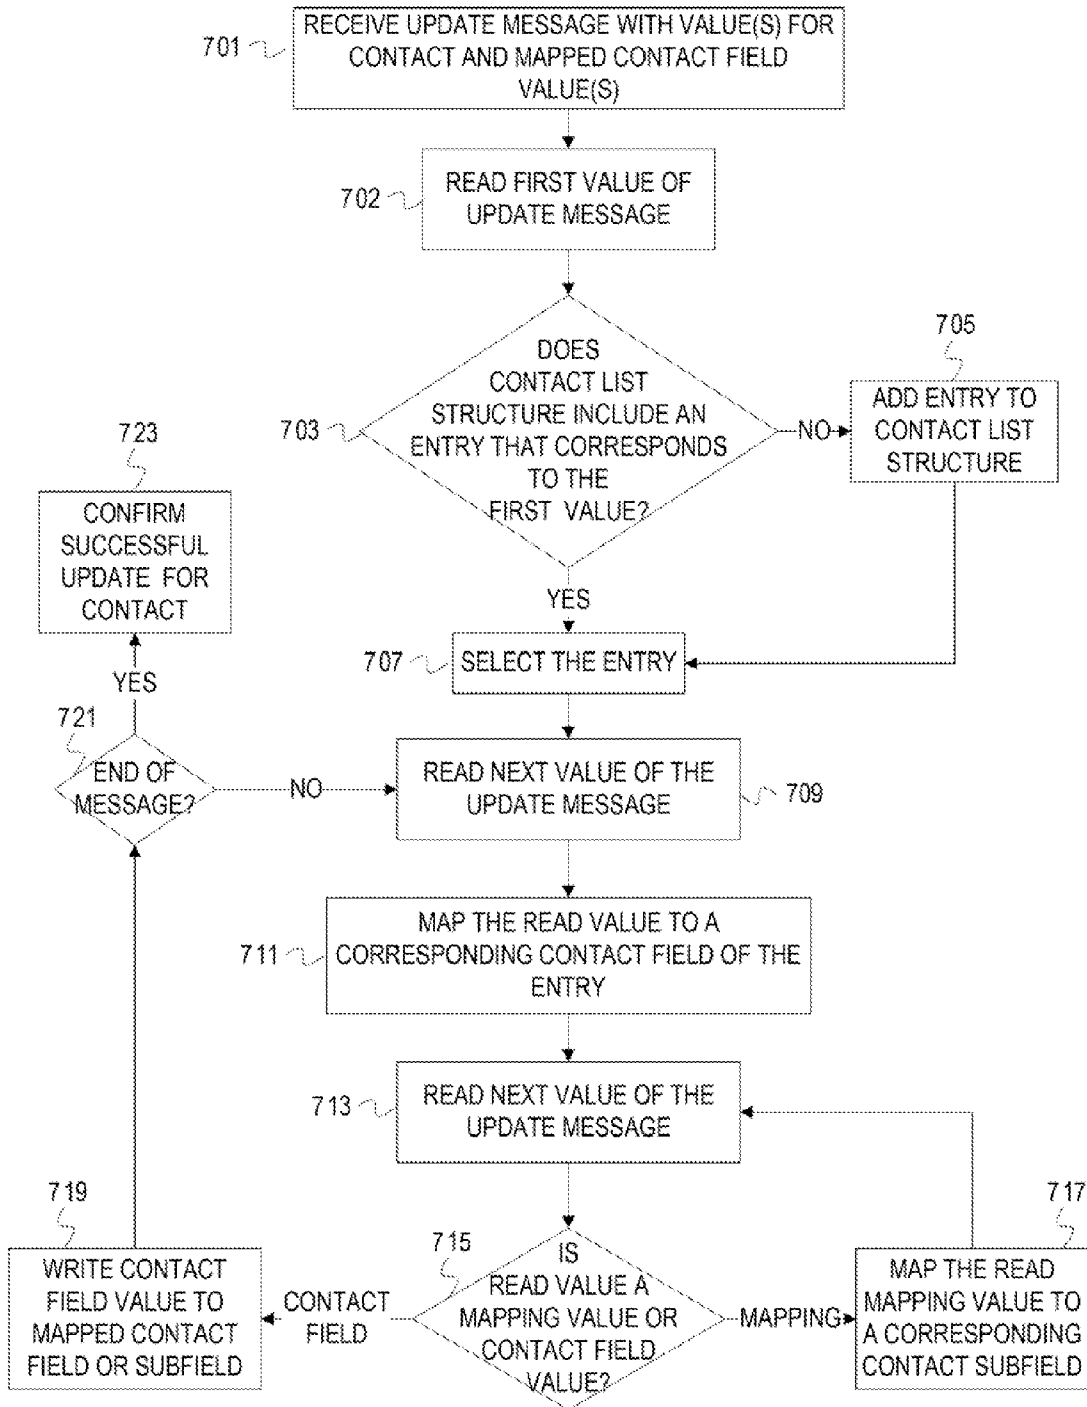 701
RECEIVE UPDATE MESSAGE WITH VALUE(S) FOR
CONTACT AND MAPPED CONTACT FIELD
VALUE(S)
702
READ FIRST VALUE OF
UPDATE MESSAGE
703
DOES
CONTACT LIST
STRUCTURE INCLUDE AN
ENTRY THAT CORRESPONDS
TO THE
FIRST VALUE?
NO
705
ADD ENTRY TO
CONTACT LIST
STRUCTURE
YES
707
SELECT THE ENTRY
709
READ NEXT VALUE OF THE
UPDATE MESSAGE
711
MAP THE READ VALUE TO A
CORRESPONDING CONTACT FIELD OF THE
ENTRY
713
READ NEXT VALUE OF THE
UPDATE MESSAGE
715
IS
READ VALUE A
MAPPING VALUE OR
CONTACT FIELD
VALUE?
MAPPING
717
MAP THE READ
MAPPING VALUE TO
A CORRESPONDING
CONTACT SUBFIELD
CONTACT
FIELD
719
WRITE CONTACT
FIELD VALUE TO
MAPPED CONTACT
FIELD OR SUBFIELD
721
END OF
MESSAGE?
NO
YES
723
CONFIRM
SUCCESSFUL
UPDATE FOR
CONTACT